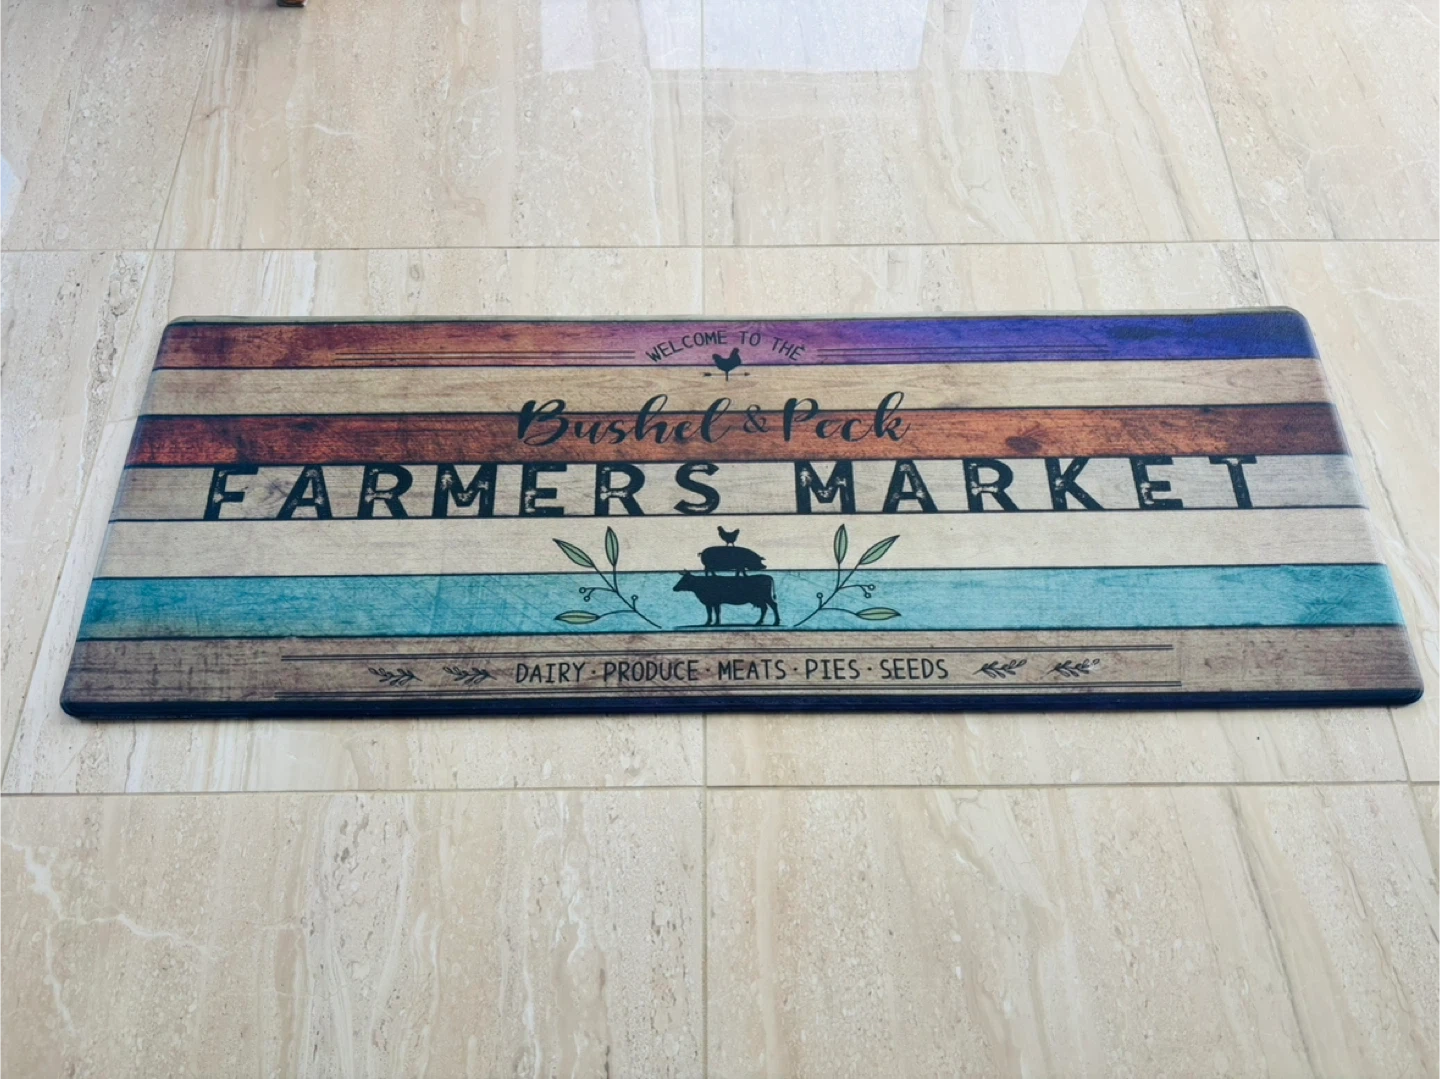 WELCOME TO THE
Bushel & Peck
FARMERS MARKET
DAIRY · PRODUCE · MEATS · PIES · SEEDS